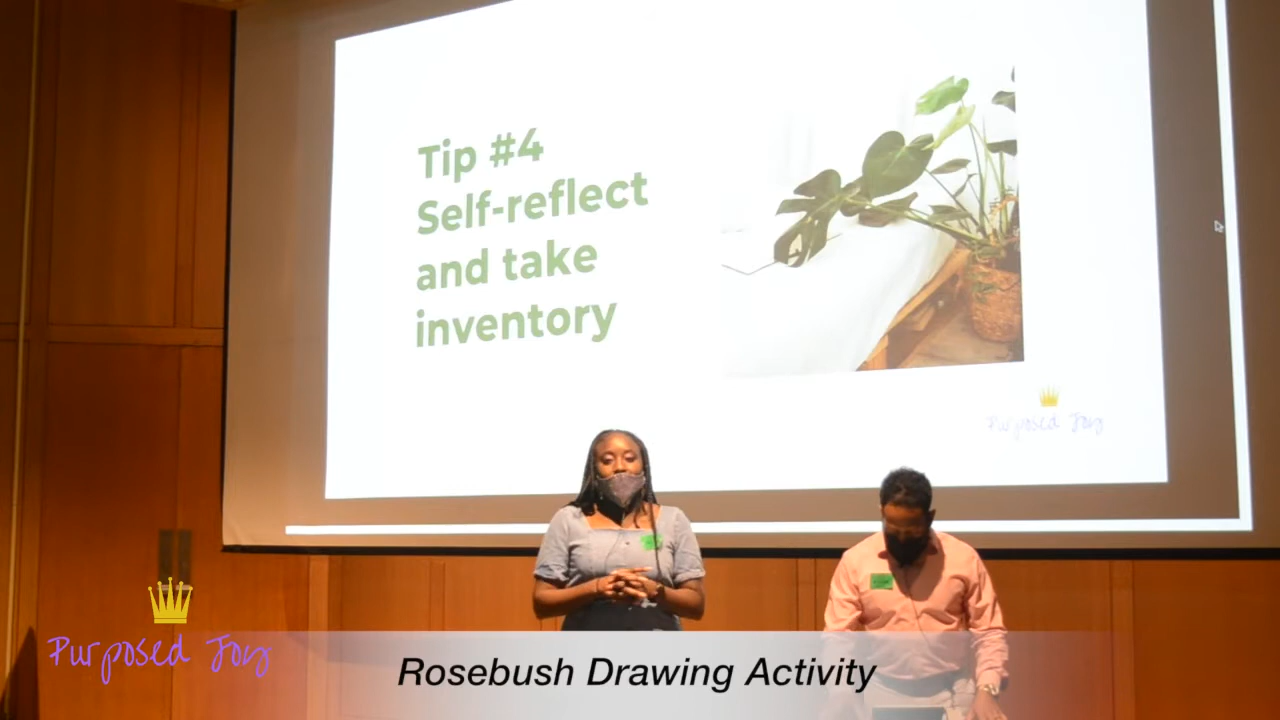 Tip #4
Self-reflect
and take
inventory
Purposed Joy
Purposed Joy
Rosebush Drawing Activity